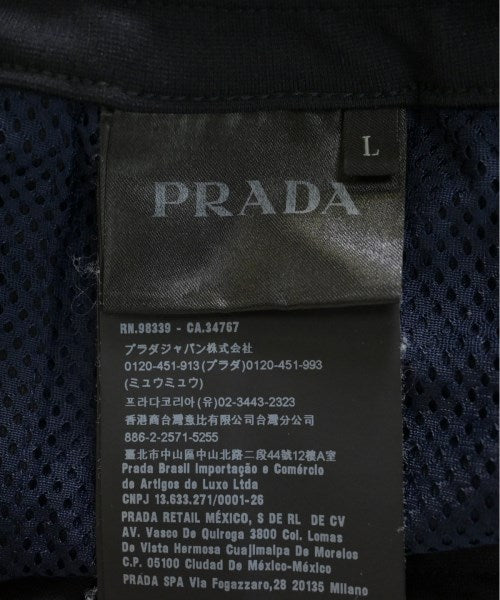 L
PRADA
RN.98339 - CA.34767
プラダジャパン株式会社
0120-451-913(プラダ)0120-451-993
(ミュウミュウ)
프라다코리아(유) 02-3443-2323
香港商台灣意比有限公司台灣分公司
886-2-2571-5255
臺北市中山區中山北路二段44號12樓A室
Prada Brasil Importação e Comércio
de Artigos de Luxo Ltda
CNPJ 13.633.271/0001-26
PRADA RETAIL MÉXICO, S DE RL DE CV
AV. Vasco De Quiroga 3800 Col. Lomas
De Vista Hermosa Cuajimalpa De Morelos
C.P. 05100 Ciudad De México-México
PRADA SPA Via Fogazzaro,28 20135 Milano